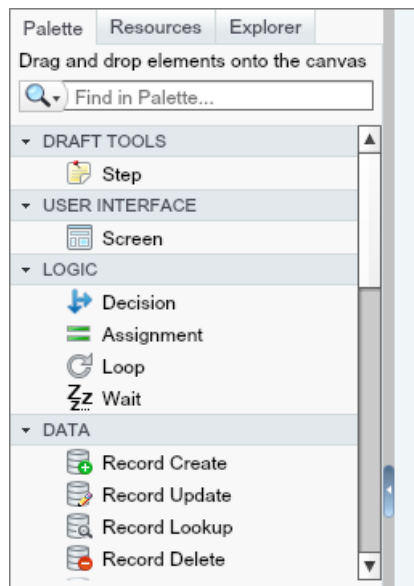 Palette Resources Explorer
Drag and drop elements onto the canvas
Find in Palette...
DRAFT TOOLS
Step
USER INTERFACE
Screen
LOGIC
Decision
Assignment
Loop
Zzz Wait
DATA
Record Create
Record Update
Record Lookup
Record Delete